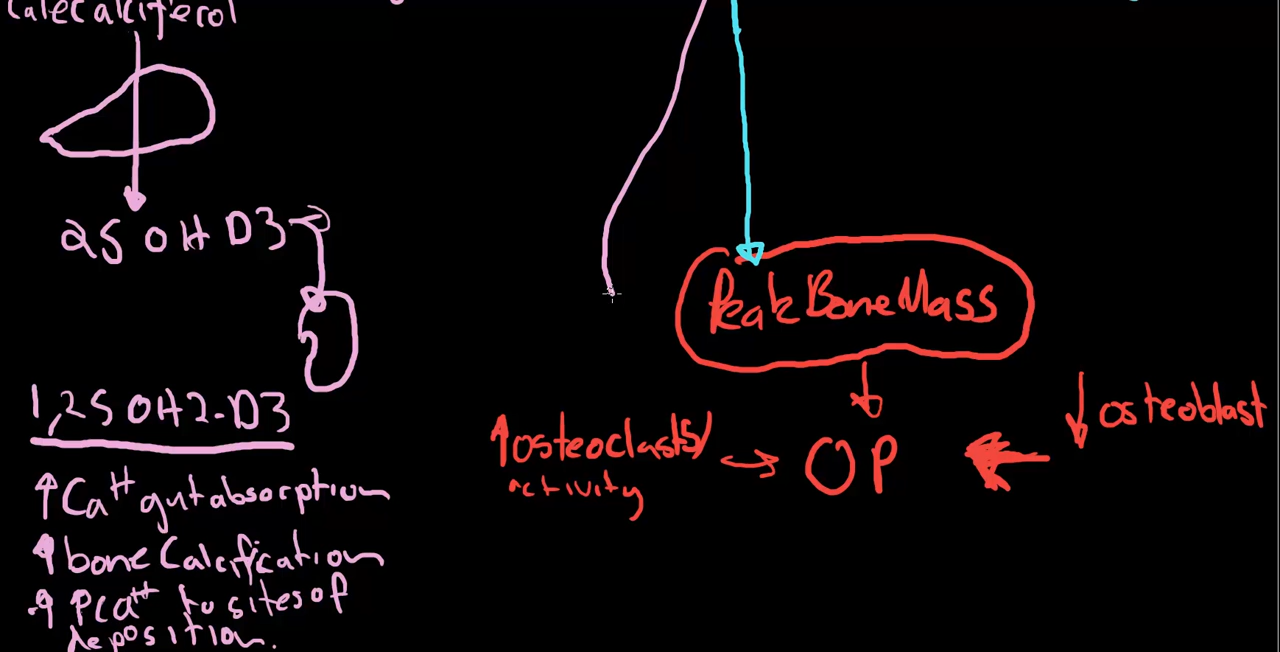 Calecalciferol
25 OH D3
1,25 OH2-D3
↑Ca++ gut absorption
↑bone Calcification
↑ PCa++ to sites of
deposition.
Peak Bone Mass
↑osteoclasts/
activity
OP
↓ osteoblast